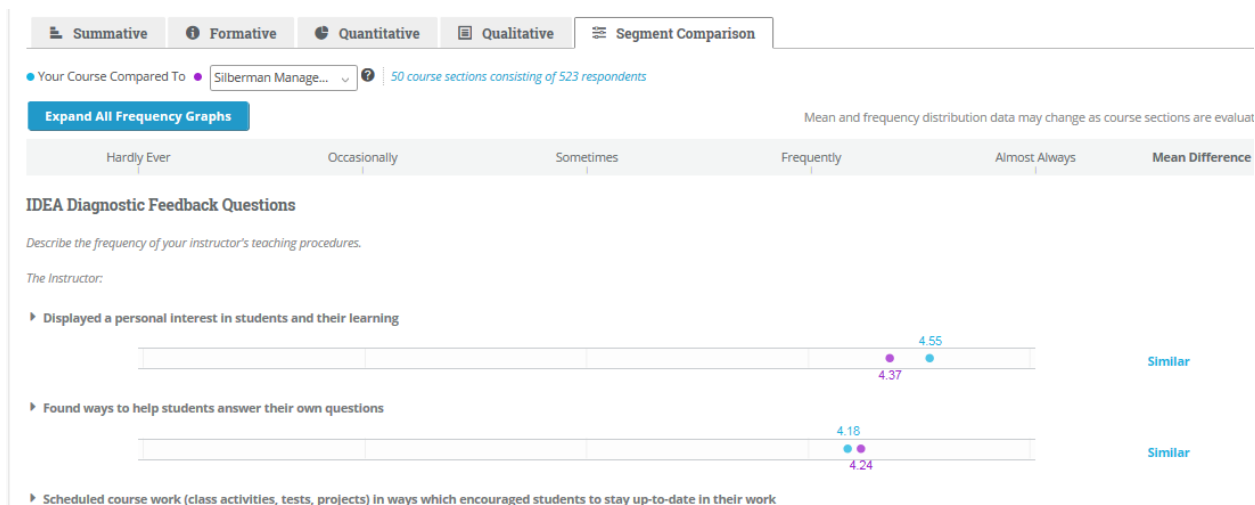 Summative Formative Quantitative Qualitative Segment Comparison
Your Course Compared To Silberman Manage... 50 course sections consisting of 523 respondents
Expand All Frequency Graphs Mean and frequency distribution data may change as course sections are evaluat
Hardly Ever Occasionally Sometimes Frequently Almost Always Mean Difference
IDEA Diagnostic Feedback Questions
Describe the frequency of your instructor's teaching procedures.
The Instructor:
Displayed a personal interest in students and their learning
4.55
Similar
4.37
Found ways to help students answer their own questions
4.18
Similar
4.24
Scheduled course work (class activities, tests, projects) in ways which encouraged students to stay up-to-date in their work